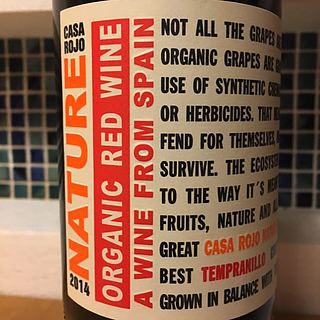 CASA
ROJO
NATURE
2014
ORGANIC RED WINE
A WINE FROM SPAIN
NOT ALL THE GRAPES
ORGANIC GRAPES ARE
USE OF SYNTHETIC
OR HERBICIDES. THAT
FEND FOR THEMSELVES,
SURVIVE. THE
TO THE WAY IT´S
FRUITS, NATURE AND
GREAT CASA ROJO
BEST TEMPRANILLO
GROWN IN BALANCE WITH